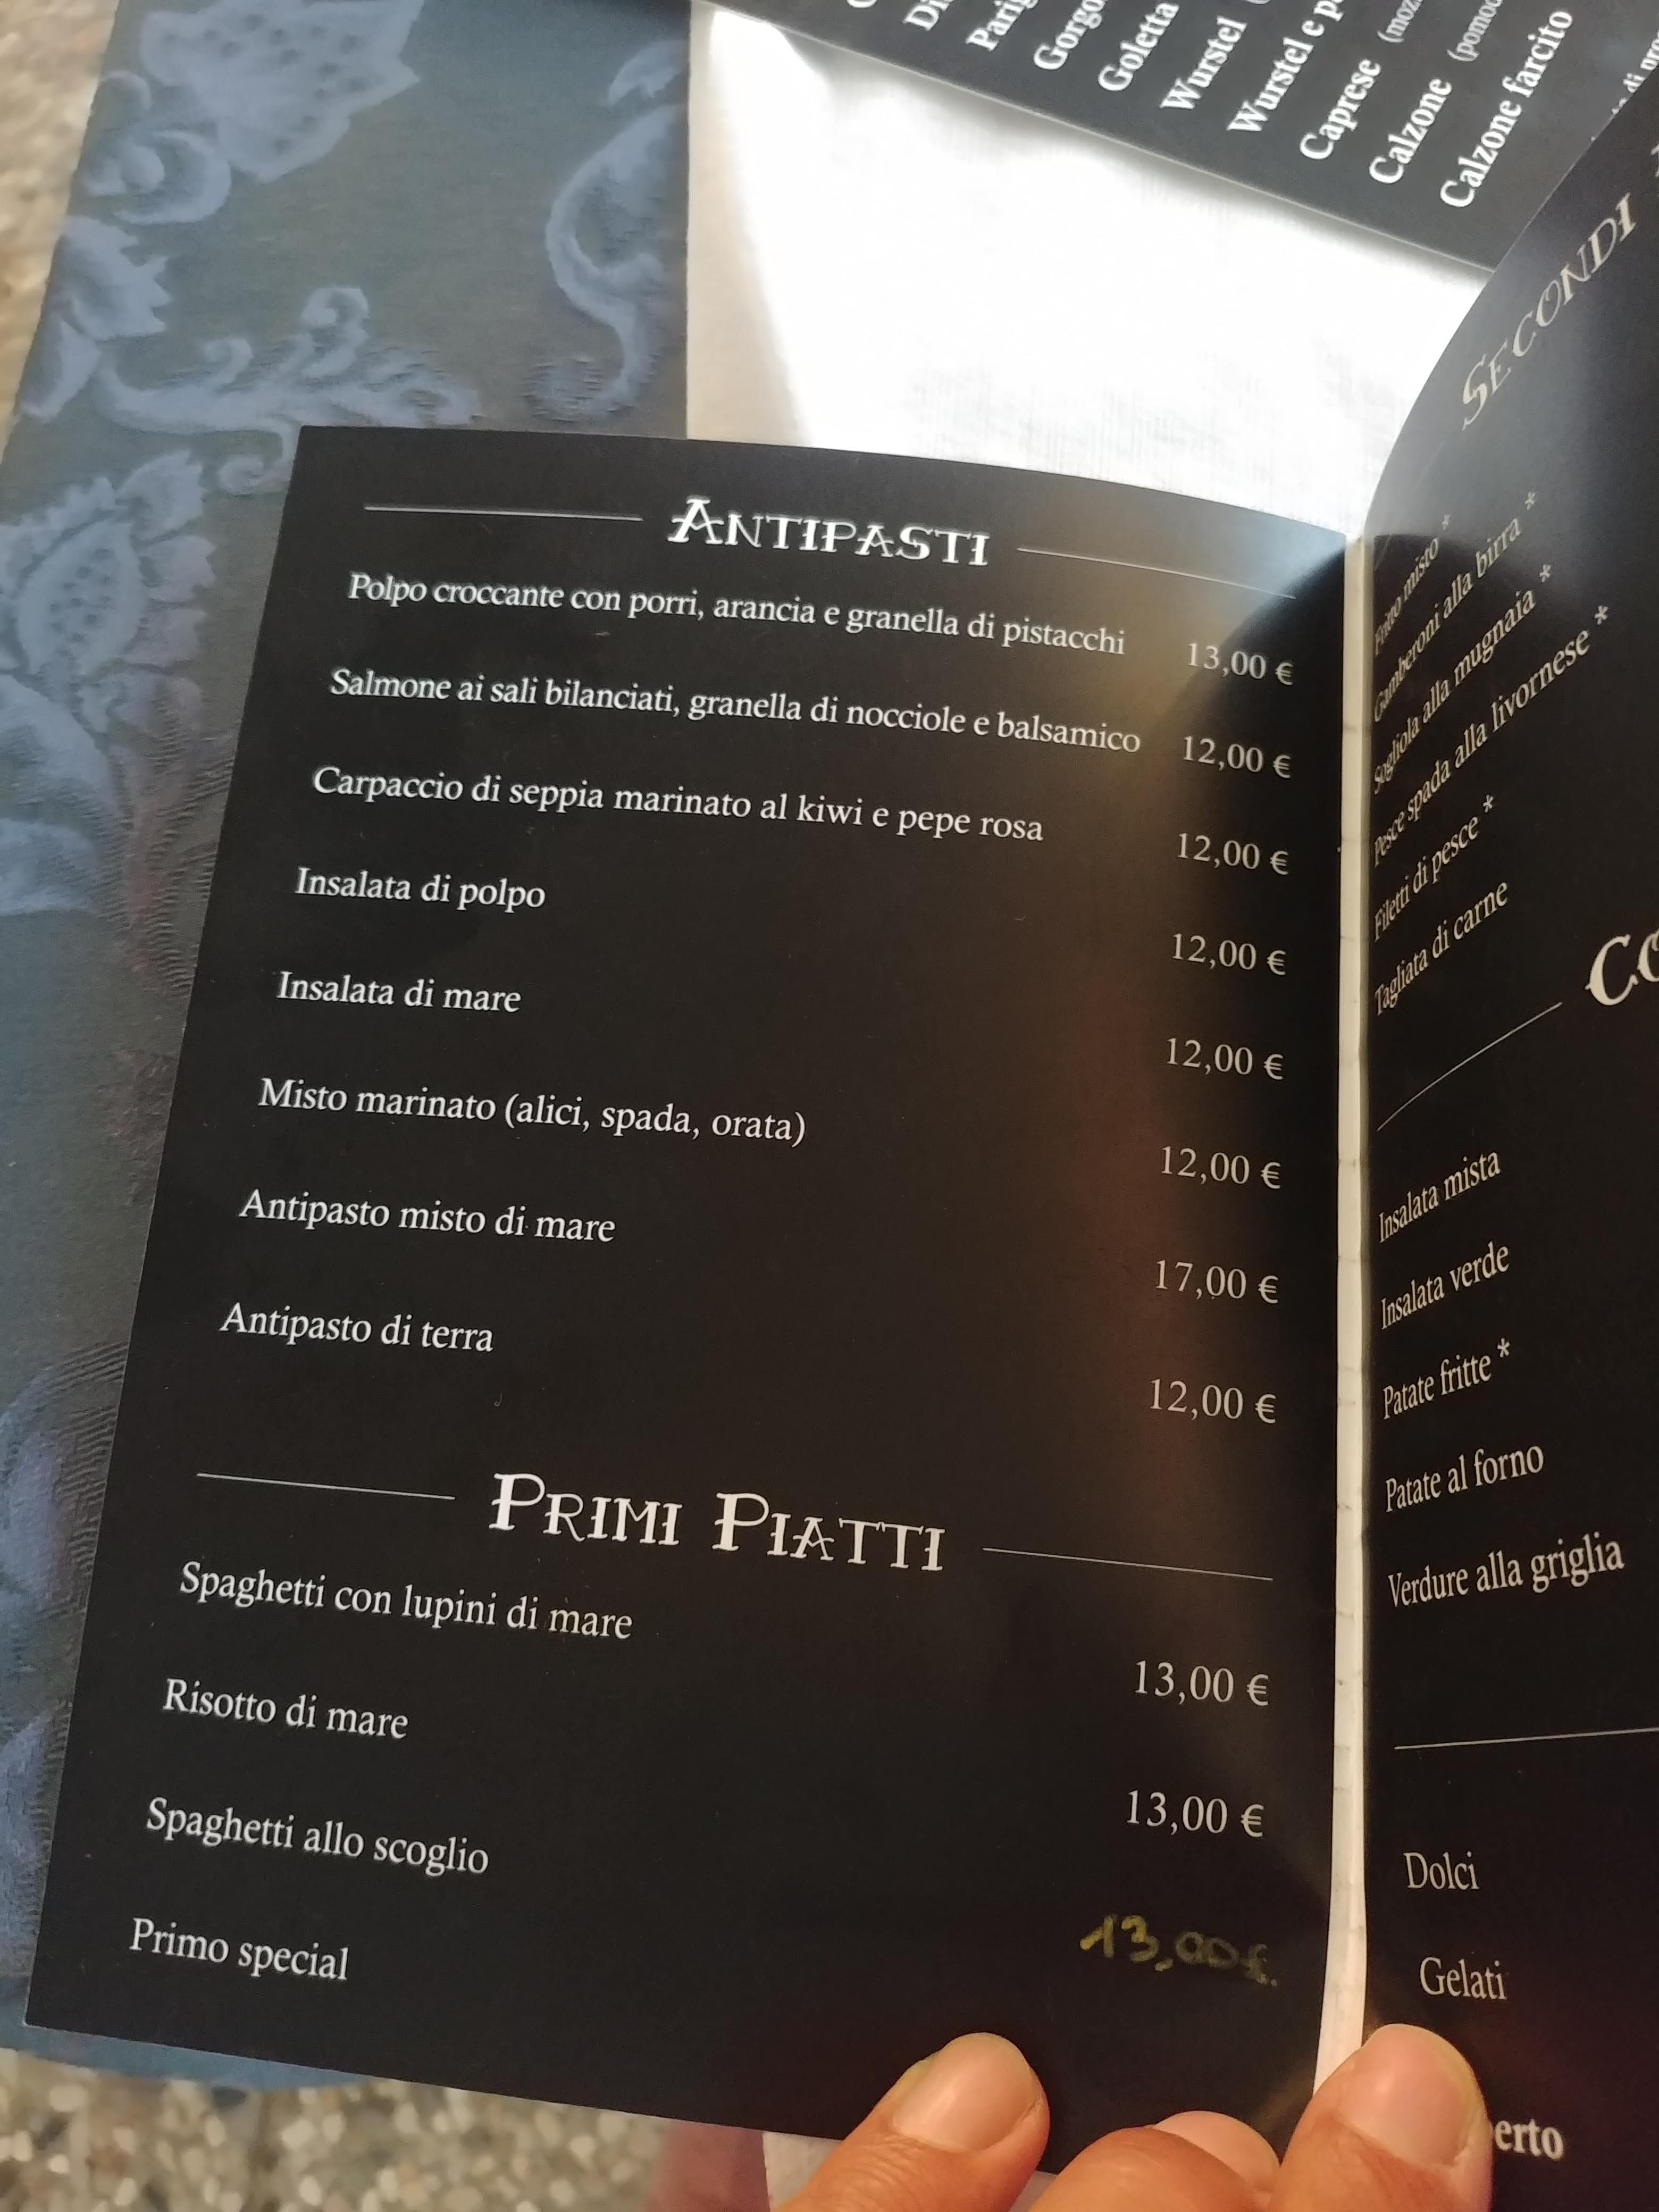 Goletta
Wurstel
Wurstel e
Caprese
Calzone
Calzone farcito
ANTIPASTI
Polpo croccante con porri, arancia e granella di pistacchi 13,00 €
Salmone ai sali bilanciati, granella di nocciole e balsamico 12,00 €
Carpaccio di seppia marinato al kiwi e pepe rosa 12,00 €
Insalata di polpo 12,00 €
Insalata di mare 12,00 €
Misto marinato (alici, spada, orata) 12,00 €
Antipasto misto di mare 17,00 €
Antipasto di terra 12,00 €
PRIMI PIATTI
Spaghetti con lupini di mare 13,00 €
Risotto di mare 13,00 €
Spaghetti allo scoglio 13,00€.
Primo special
SECONDI
Fritto misto *
Gamberoni alla birra *
Sogliola alla mugnaia *
Pesce spada alla livornese *
Filetti di pesce *
Tagliata di carne
Insalata mista
Insalata verde
Patate fritte *
Patate al forno
Verdure alla griglia
Dolci
Gelati